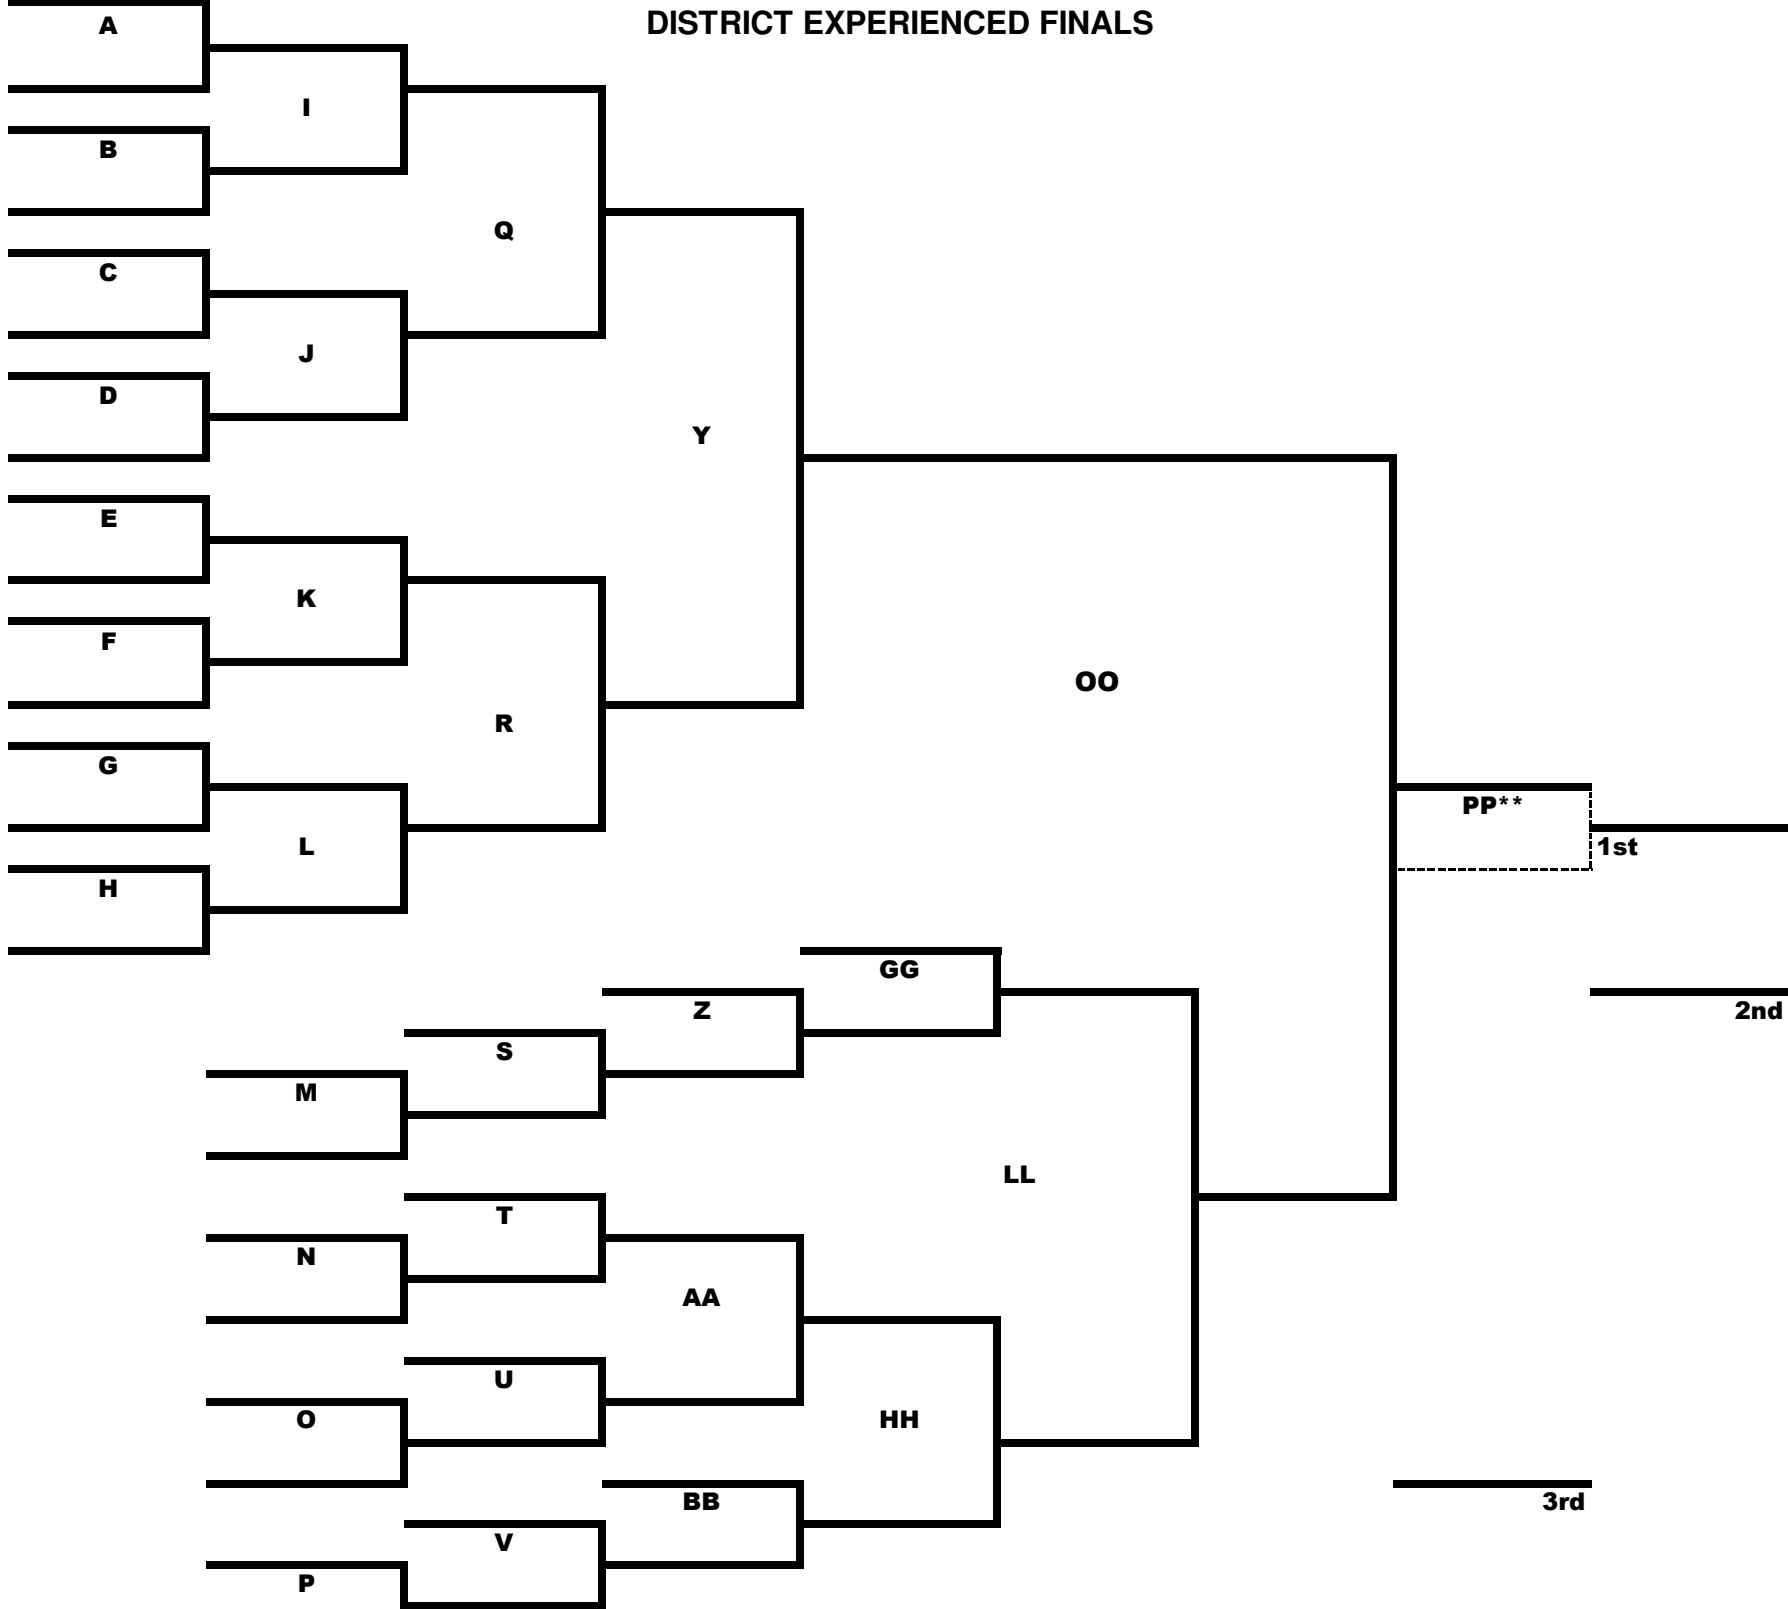 DISTRICT EXPERIENCED FINALS
A
I
B
Q
C
J
D
Y
E
K
F
OO
R
G
PP**
L
1st
H
GG
Z
2nd
S
M
LL
T
N
AA
U
O
HH
BB
3rd
V
P